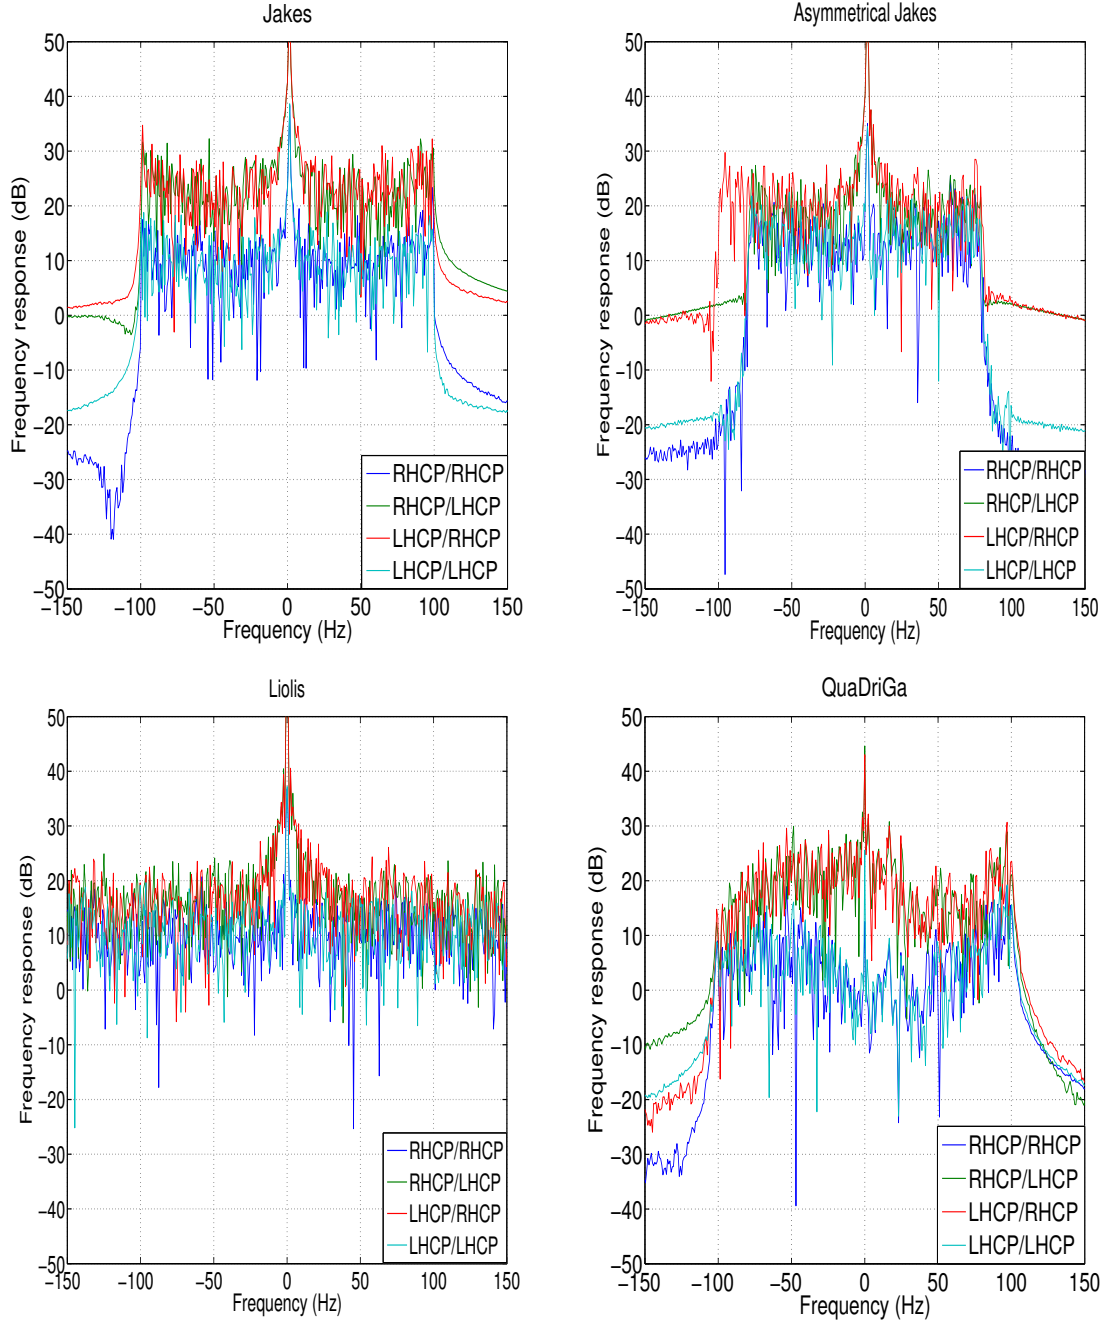 Jakes
Frequency response (dB)
50
40
30
20
10
0
−10
−20
−30
−40
−50
−150 −100 −50 0 50 100 150
Frequency (Hz)
RHCP/RHCP
RHCP/LHCP
LHCP/RHCP
LHCP/LHCP
Asymmetrical Jakes
Frequency response (dB)
50
40
30
20
10
0
−10
−20
−30
−40
−50
−150 −100 −50 0 50 100 150
Frequency (Hz)
RHCP/RHCP
RHCP/LHCP
LHCP/RHCP
LHCP/LHCP
Liolis
Frequency response (dB)
50
40
30
20
10
0
−10
−20
−30
−40
−50
−150 −100 −50 0 50 100 150
Frequency (Hz)
RHCP/RHCP
RHCP/LHCP
LHCP/RHCP
LHCP/LHCP
QuaDriGa
Frequency response (dB)
50
40
30
20
10
0
−10
−20
−30
−40
−50
−150 −100 −50 0 50 100 150
Frequency (Hz)
RHCP/RHCP
RHCP/LHCP
LHCP/RHCP
LHCP/LHCP